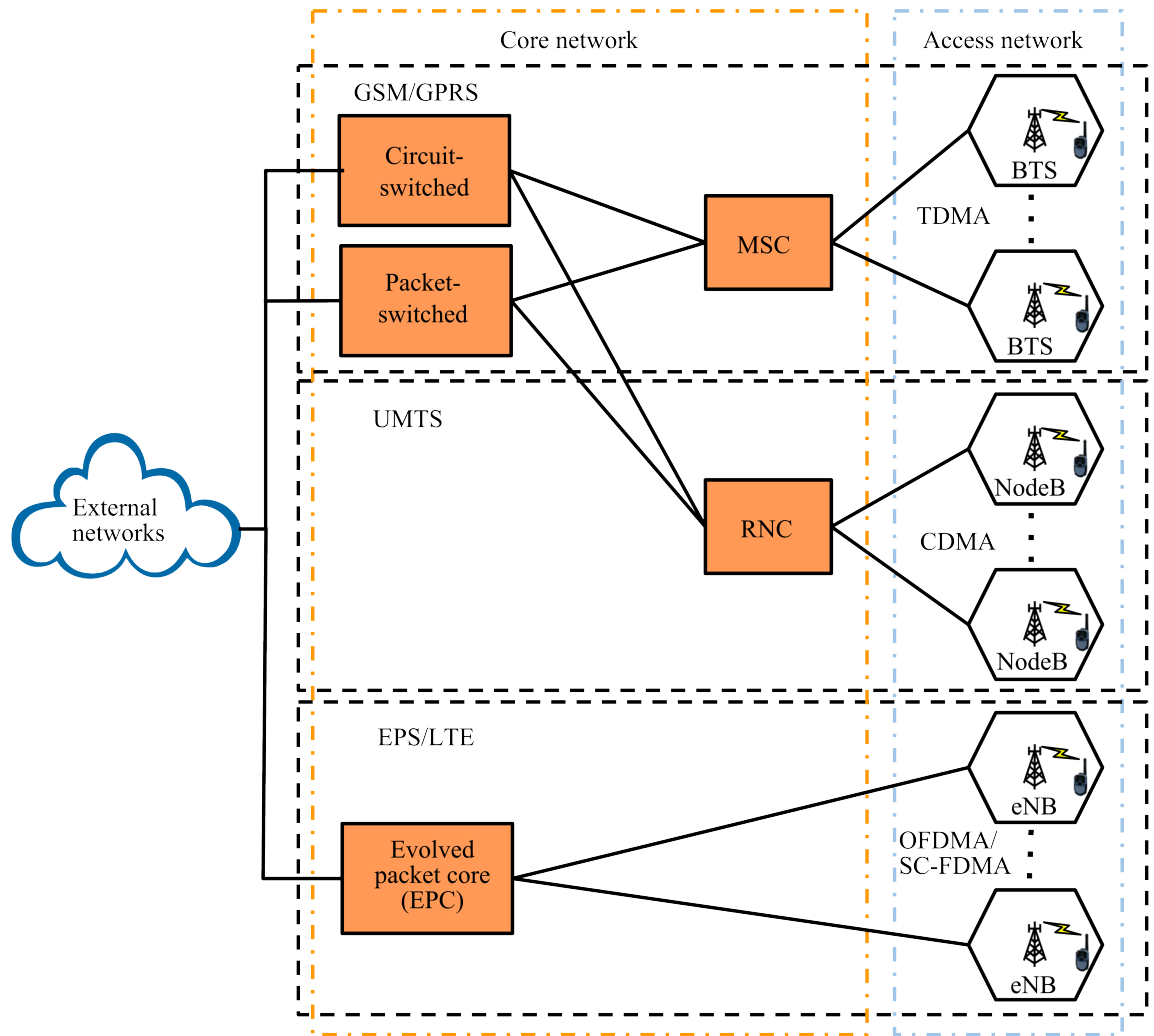 Core network
Access network
GSM/GPRS
Circuit-
switched
BTS
TDMA
MSC
Packet-
switched
BTS
UMTS
NodeB
External
networks
RNC
CDMA
NodeB
EPS/LTE
eNB
Evolved
packet core
(EPC)
OFDMA/
SC-FDMA
eNB